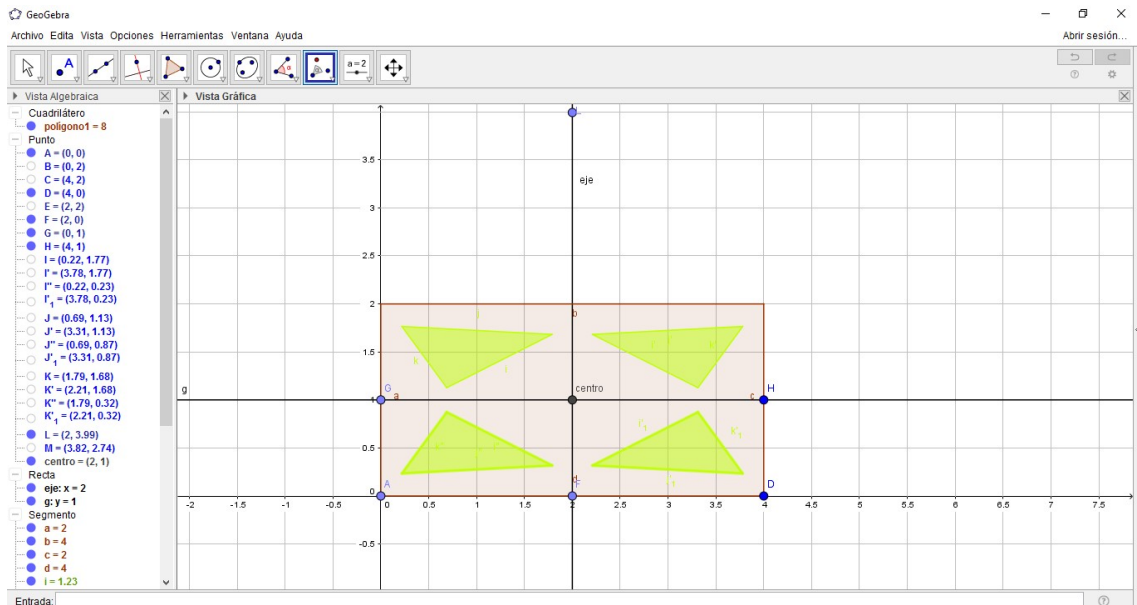 GeoGebra
Archivo Edita Vista Opciones Herramientas Ventana Ayuda
Abrir sesión...
A
a = 2
Vista Algebraica
Vista Gráfica
Cuadrilátero
polígono1 = 8
Punto
A = (0, 0)
B = (0, 2)
C = (4, 2)
D = (4, 0)
E = (2, 2)
F = (2, 0)
G = (0, 1)
H = (4, 1)
I = (0.22, 1.77)
I' = (3.78, 1.77)
I'' = (0.22, 0.23)
I'₁ = (3.78, 0.23)
J = (0.69, 1.13)
J' = (3.31, 1.13)
J'' = (0.69, 0.87)
J'₁ = (3.31, 0.87)
K = (1.79, 1.68)
K' = (2.21, 1.68)
K'' = (1.79, 0.32)
K'₁ = (2.21, 0.32)
L = (2, 3.99)
M = (3.82, 2.74)
centro = (2, 1)
Recta
eje: x = 2
g: y = 1
Segmento
a = 2
b = 4
c = 2
d = 4
i = 1.23
3.5
eje
3
2.5
2
b
j
1.5
k
i
g
1
G
a
centro
c
H
0.5
k'₁
0
A
d
F
D
-2
-1.5
-1
-0.5
0
0.5
1
1.5
2
2.5
3
3.5
4
4.5
5
5.5
6
6.5
7
7.5
-0.5
Entrada: